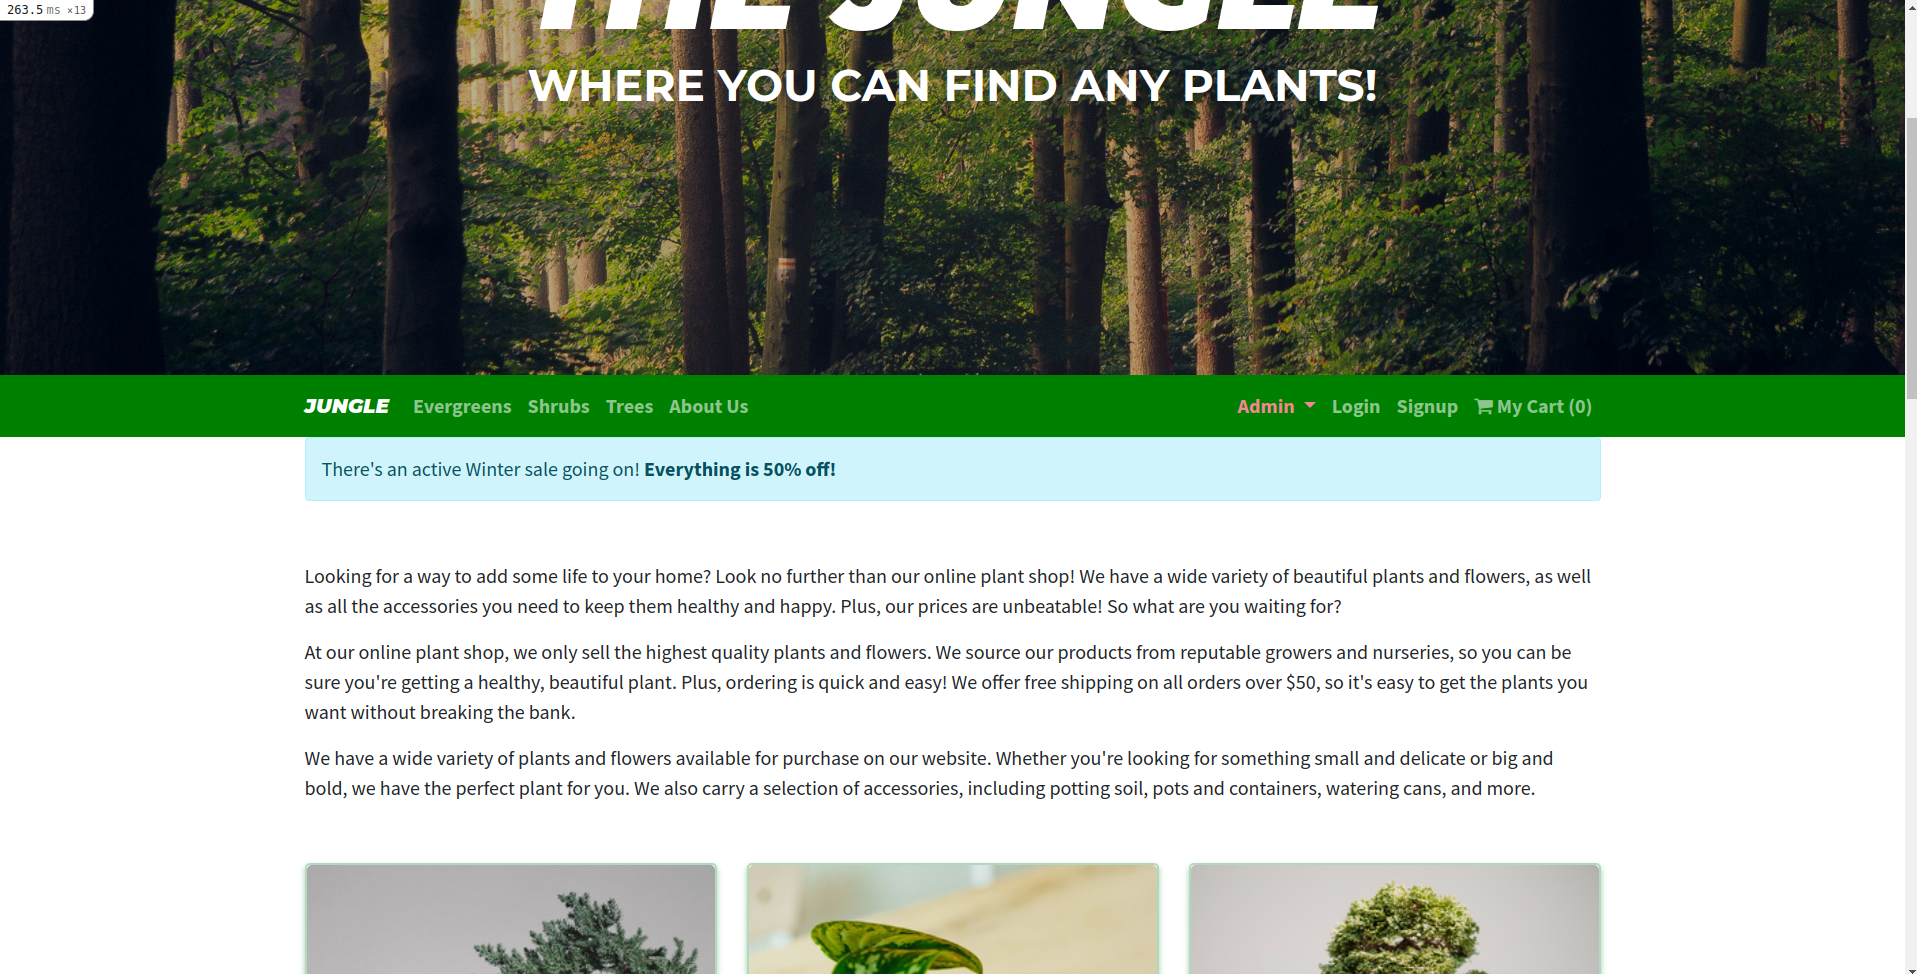 263.5 ms ×13
THE JUNGLE
WHERE YOU CAN FIND ANY PLANTS!
JUNGLE Evergreens Shrubs Trees About Us Admin Login Signup My Cart (0)
There's an active Winter sale going on! Everything is 50% off!
Looking for a way to add some life to your home? Look no further than our online plant shop! We have a wide variety of beautiful plants and flowers, as well
as all the accessories you need to keep them healthy and happy. Plus, our prices are unbeatable! So what are you waiting for?
At our online plant shop, we only sell the highest quality plants and flowers. We source our products from reputable growers and nurseries, so you can be
sure you're getting a healthy, beautiful plant. Plus, ordering is quick and easy! We offer free shipping on all orders over $50, so it's easy to get the plants you
want without breaking the bank.
We have a wide variety of plants and flowers available for purchase on our website. Whether you're looking for something small and delicate or big and
bold, we have the perfect plant for you. We also carry a selection of accessories, including potting soil, pots and containers, watering cans, and more.